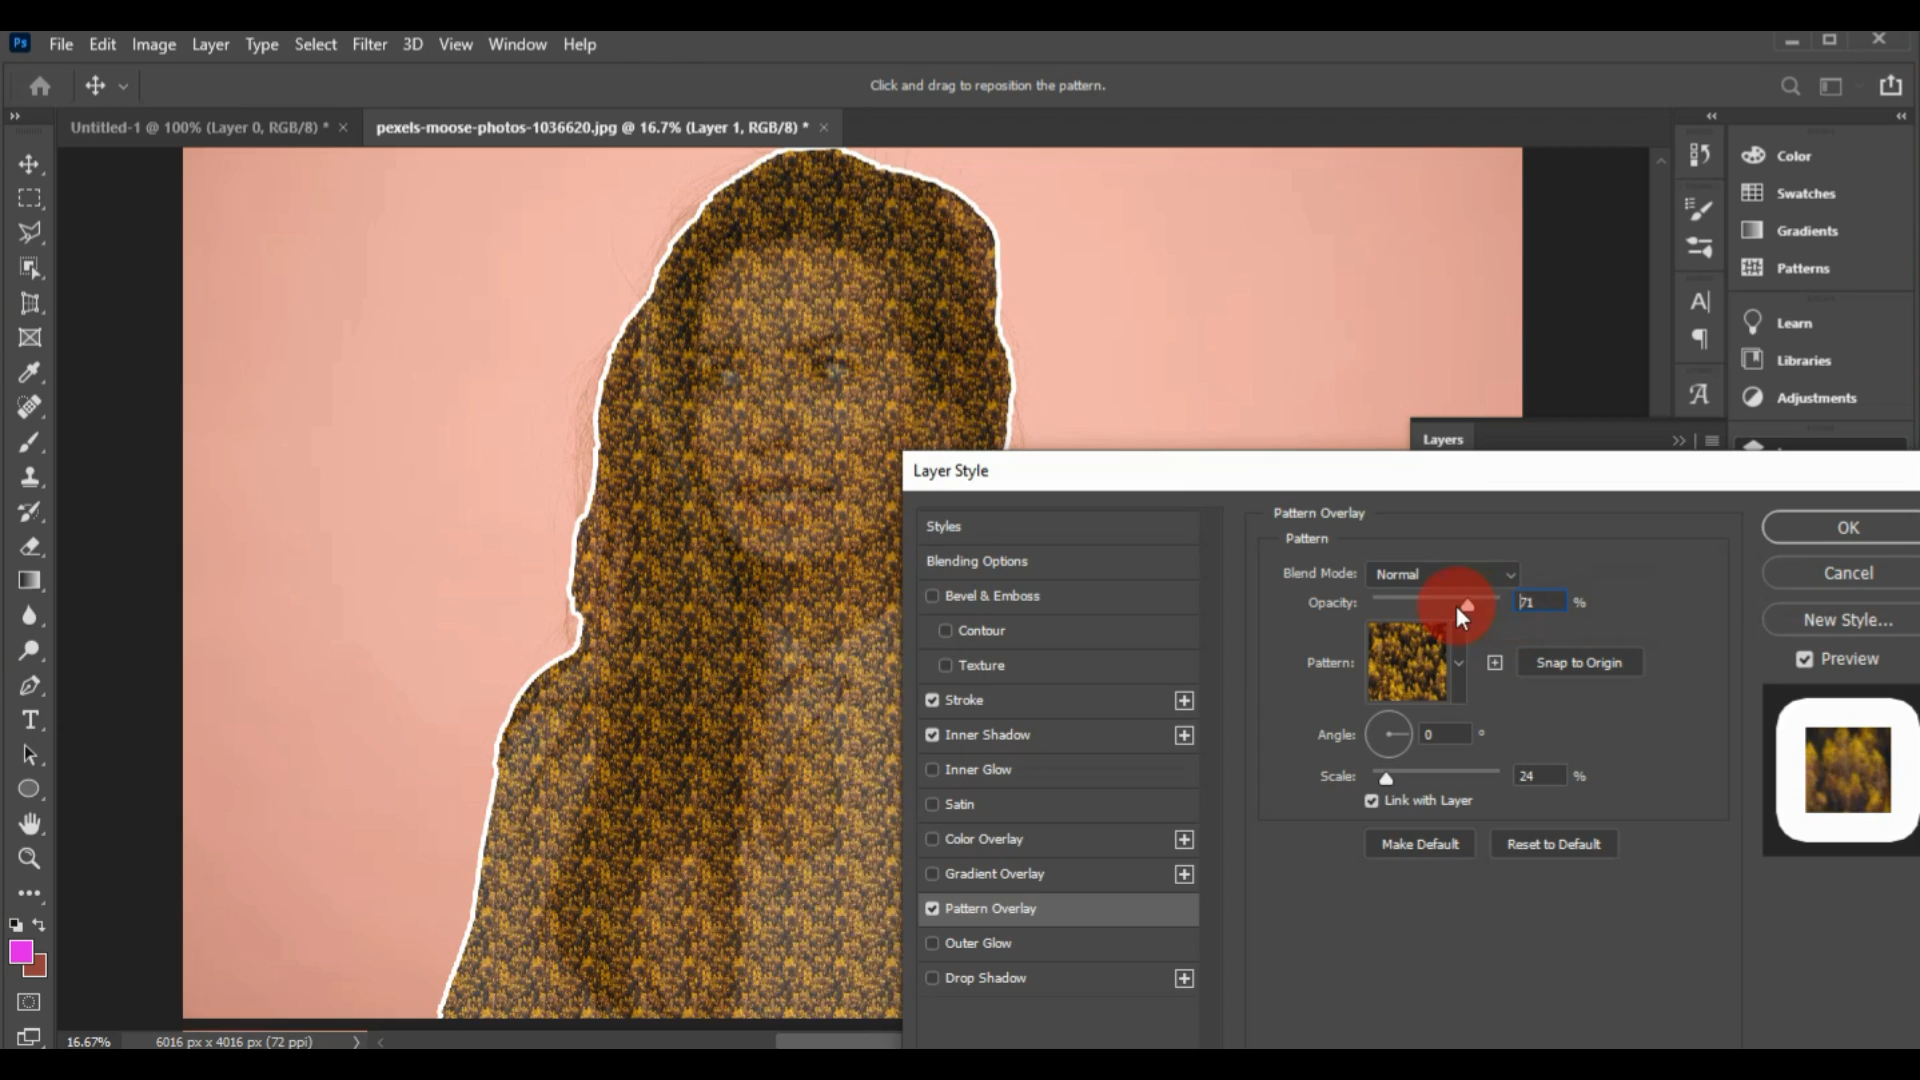 Ps File Edit Image Layer Type Select Filter 3D View Window Help
Click and drag to reposition the pattern.
Untitled-1 @ 100% (Layer 0, RGB/8) * × pexels-moose-photos-1036620.jpg @ 16.7% (Layer 1, RGB/8) * ×
Color
Swatches
Gradients
Patterns
Learn
Libraries
Adjustments
Layers
Layer Style
Styles
Blending Options
Bevel & Emboss
Contour
Texture
Stroke
Inner Shadow
Inner Glow
Satin
Color Overlay
Gradient Overlay
Pattern Overlay
Outer Glow
Drop Shadow
Pattern Overlay
Pattern
Blend Mode: Normal
Opacity: 71 %
Pattern: Snap to Origin
Angle: 0 °
Scale: 24 %
Link with Layer
Make Default Reset to Default
OK
Cancel
New Style...
Preview
16.67% 6016 px x 4016 px (72 ppi)